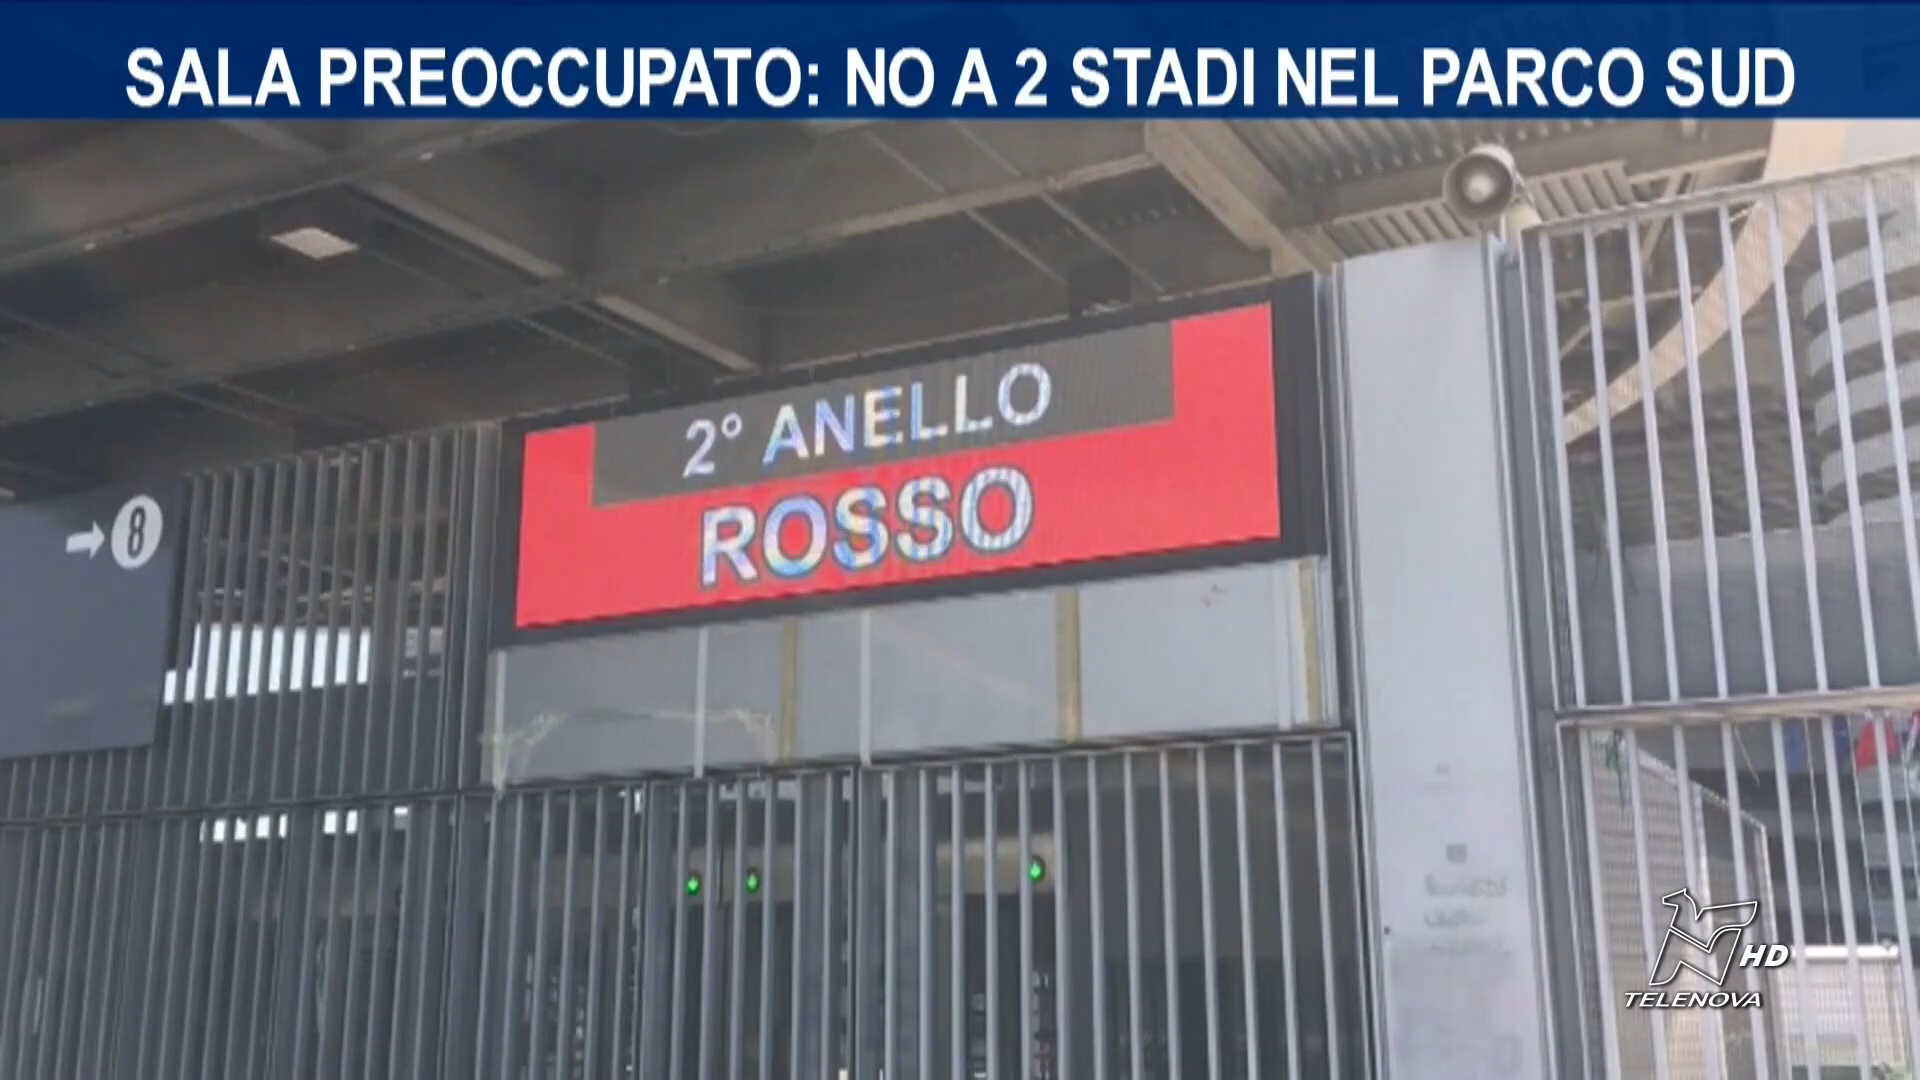 SALA PREOCCUPATO: NO A 2 STADI NEL PARCO SUD
2° ANELLO
ROSSO
8
HD
TELENOVA